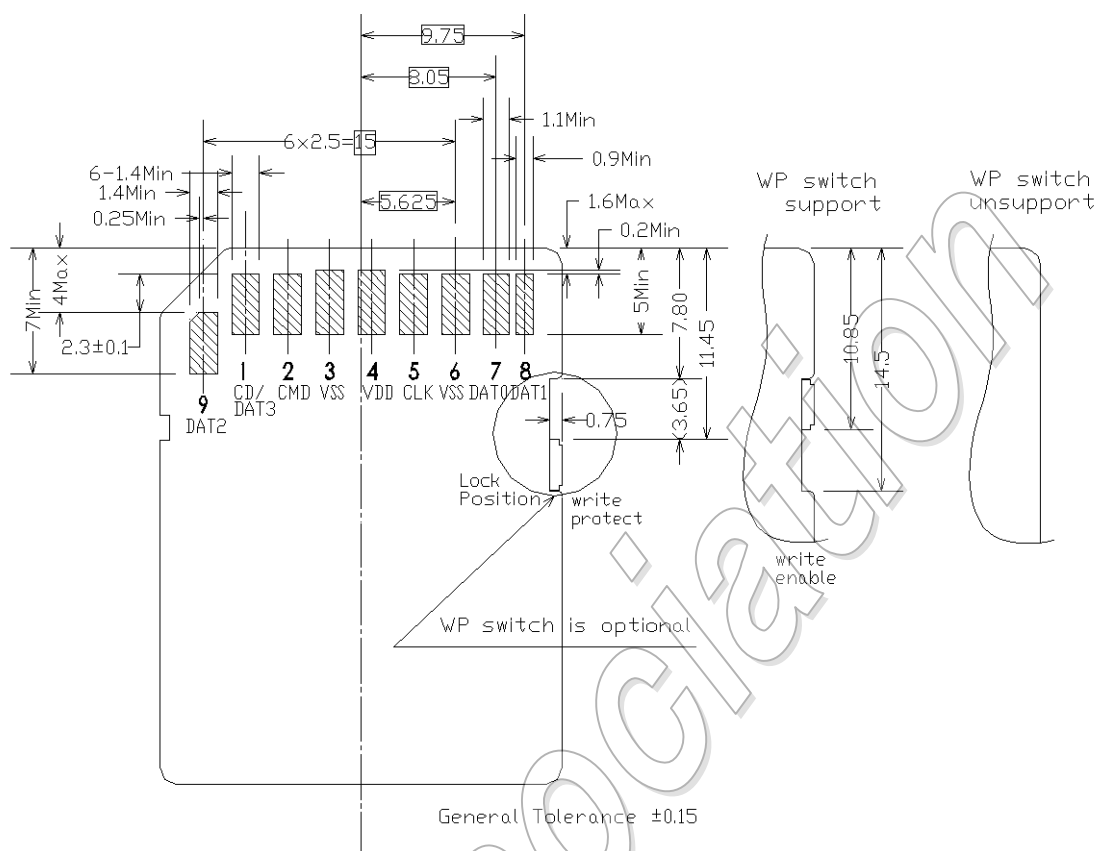 9.75
8.05
1.1Min
6×2.5=15
0.9Min
6-1.4Min
1.4Min
5.625
0.25Min
1.6Max
0.2Min
WP switch
support
WP switch
unsupport
7Min
4Max
5Min
7.80
11.45
10.85
14.5
2.3±0.1
1 2 3 4 5 6 7 8
CD/
DAT3
CMD VSS VDD CLK VSS DAT0 DAT1
9
DAT2
0.75
(3.65)
Lock
Position
write
protect
write
enable
WP switch is optional
General Tolerance ±0.15
ociation